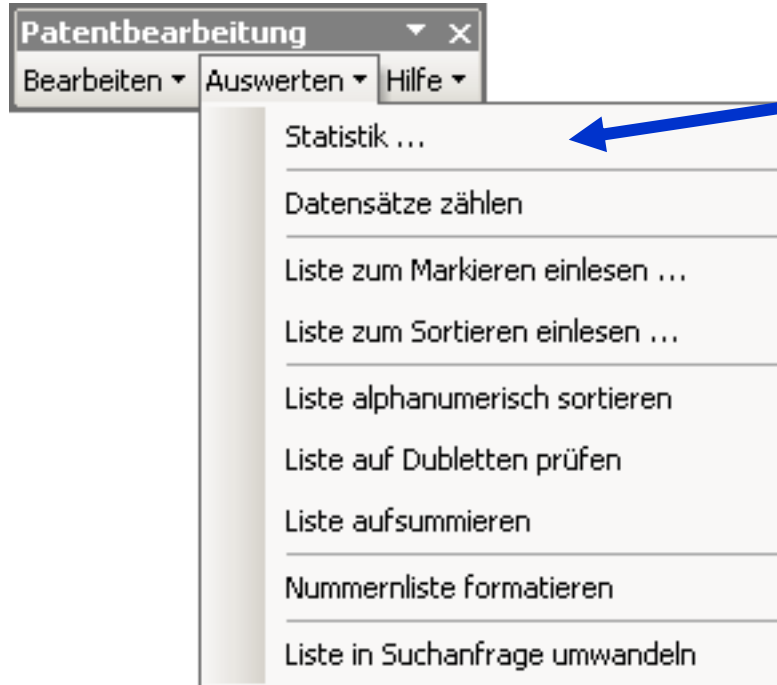 Patentbearbeitung
Bearbeiten Auswerten Hilfe
Statistik ...
Datensätze zählen
Liste zum Markieren einlesen ...
Liste zum Sortieren einlesen ...
Liste alphanumerisch sortieren
Liste auf Dubletten prüfen
Liste aufsummieren
Nummernliste formatieren
Liste in Suchanfrage umwandeln